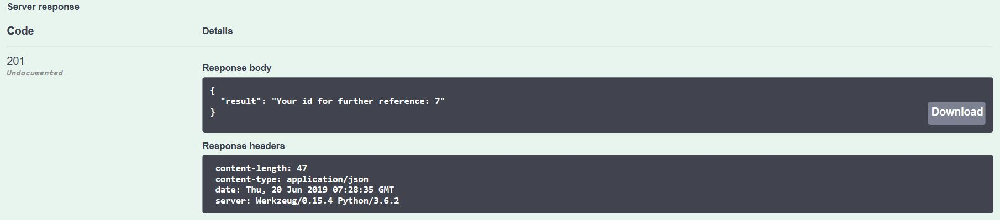 Server response
Code Details
201
Undocumented
Response body
{
"result": "Your id for further reference: 7"
}
Download
Response headers
content-length: 47
content-type: application/json
date: Thu, 20 Jun 2019 07:28:35 GMT
server: Werkzeug/0.15.4 Python/3.6.2